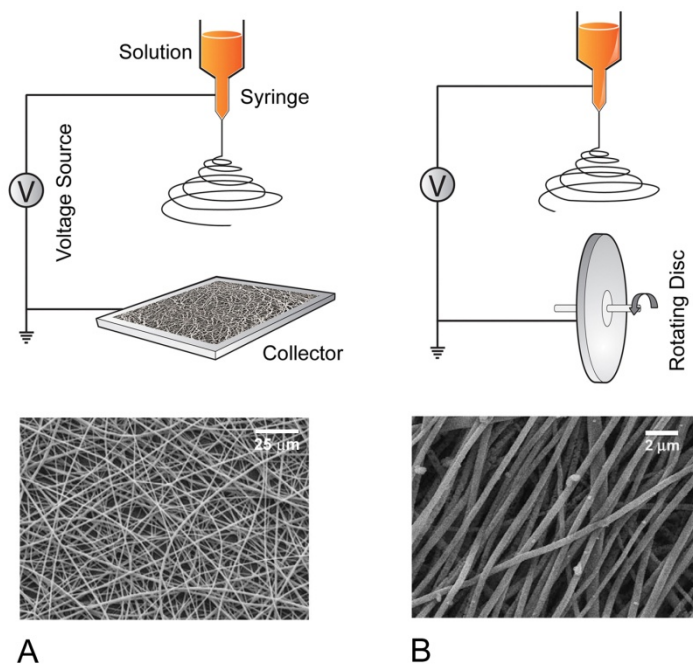 Solution
Syringe
V
Voltage Source
Collector
V
Rotating Disc
25 µm
2 µm
A
B